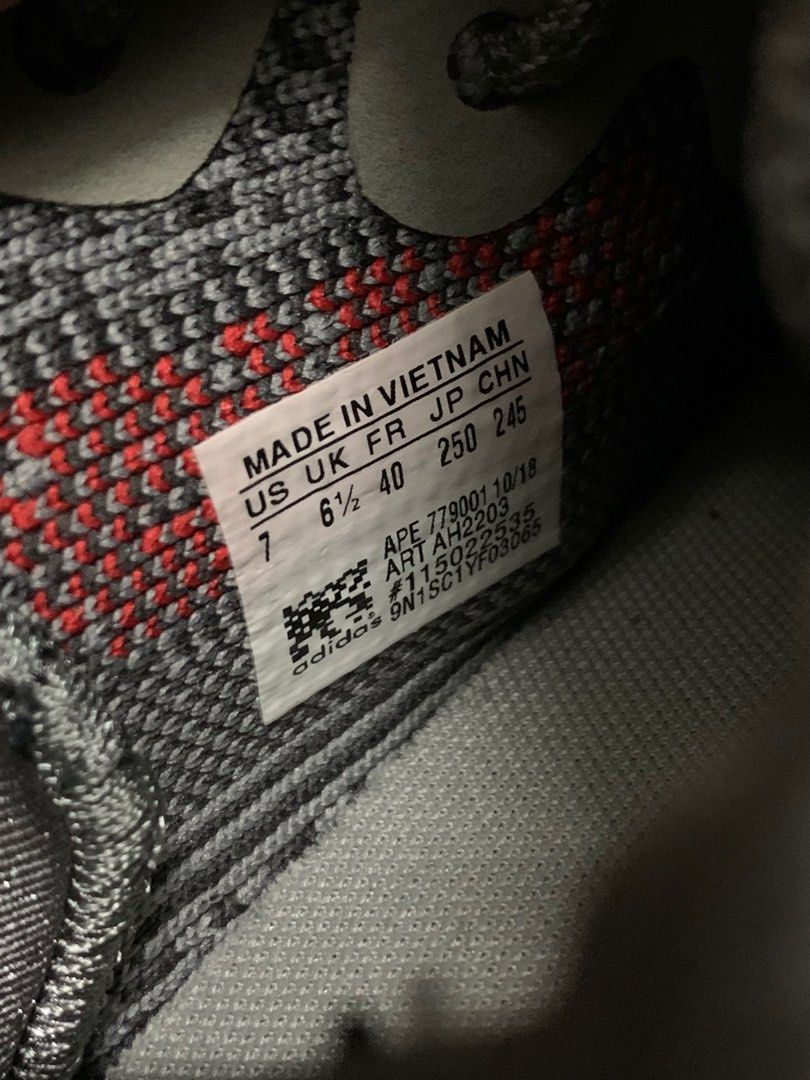 MADE IN VIETNAM
US UK FR JP CHN
7 6½ 40 250 245
APE 779001 10/18
ART AH2203
#115022535
9N1SC1YF03065
adidas®